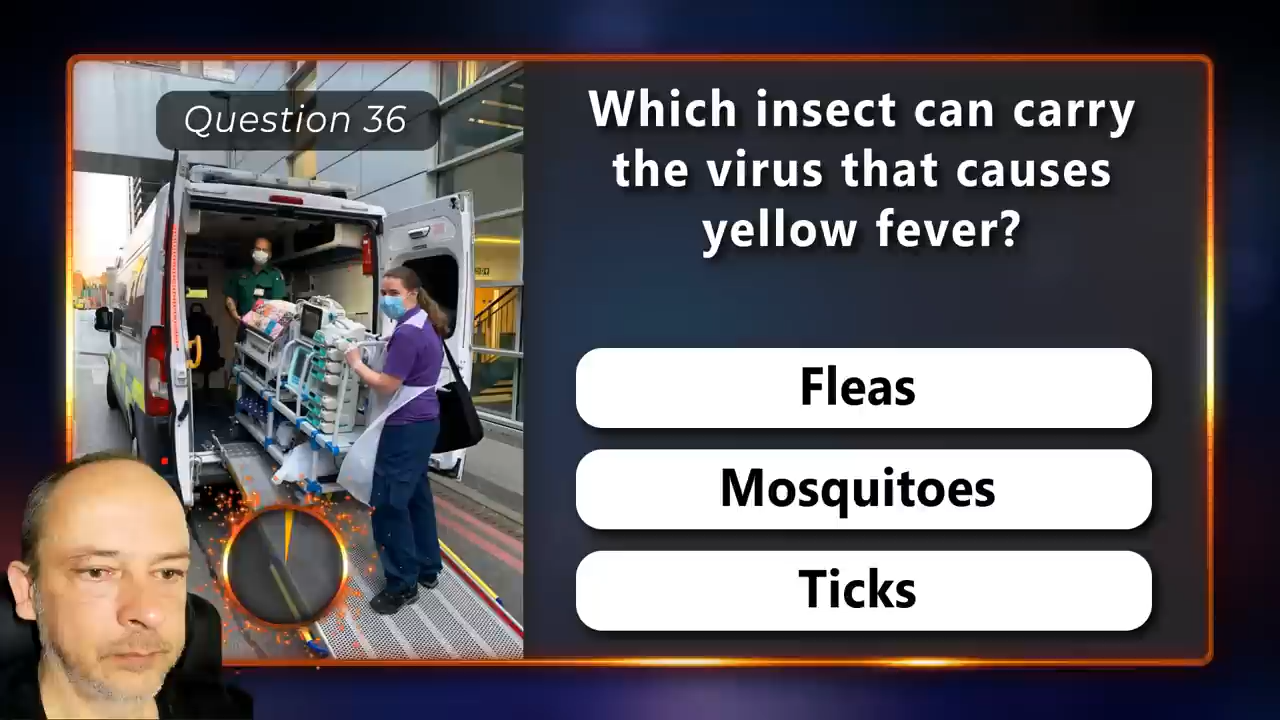 Question 36
Which insect can carry
the virus that causes
yellow fever?
Fleas
Mosquitoes
Ticks